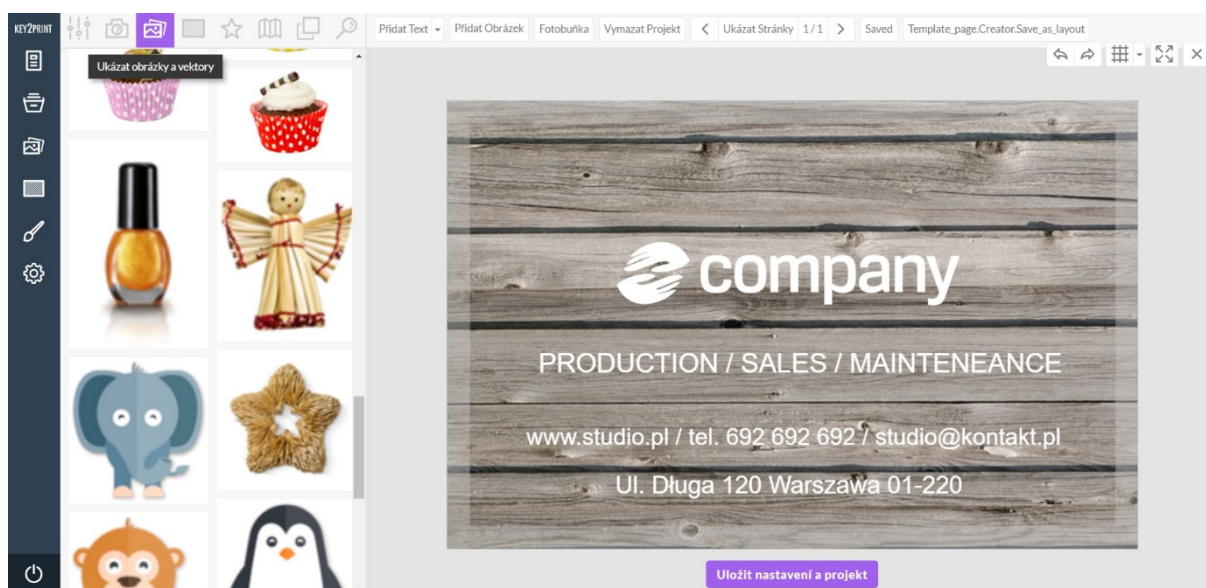 KEY2PRINT
Přidat Text
Přidat Obrázek
Fotobuňka
Vymazat Projekt
Ukázat Stránky 1 / 1
Saved
Template_page.Creator.Save_as_layout
Ukázat obrázky a vektory
company
PRODUCTION / SALES / MAINTENEANCE
www.studio.pl / tel. 692 692 692 / studio@kontakt.pl
Ul. Długa 120 Warszawa 01-220
Uložit nastavení a projekt